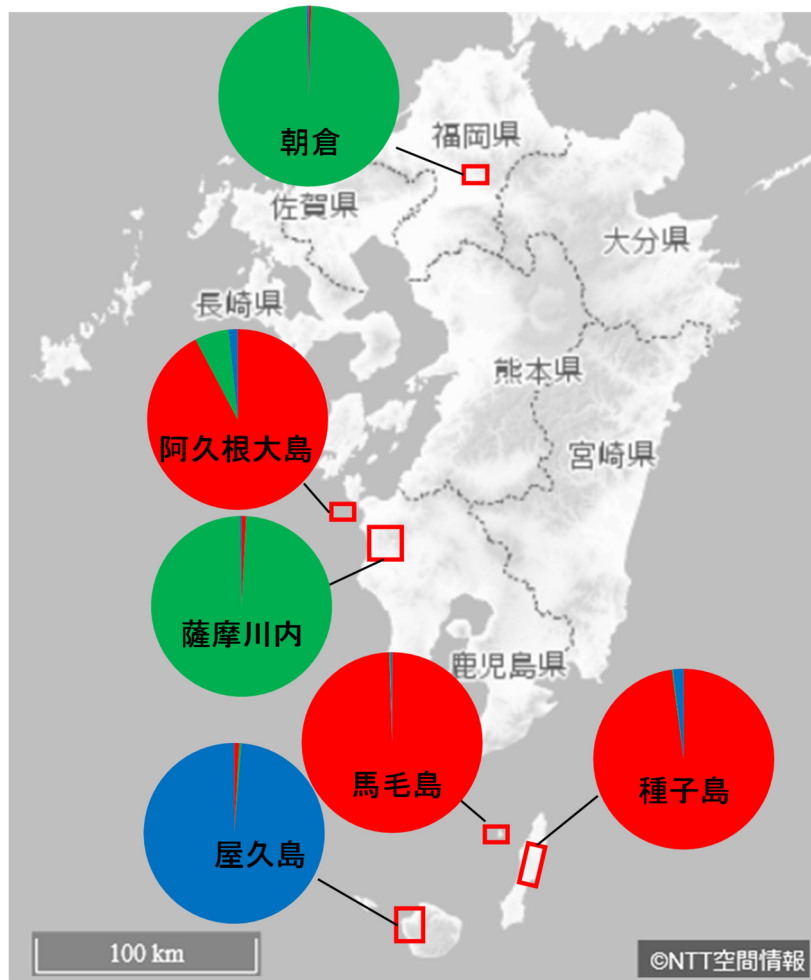 朝倉
福岡県
佐賀県
大分県
長崎県
熊本県
阿久根大島
宮崎県
薩摩川内
鹿児島県
馬毛島
種子島
屋久島
100 km
©NTT空間情報